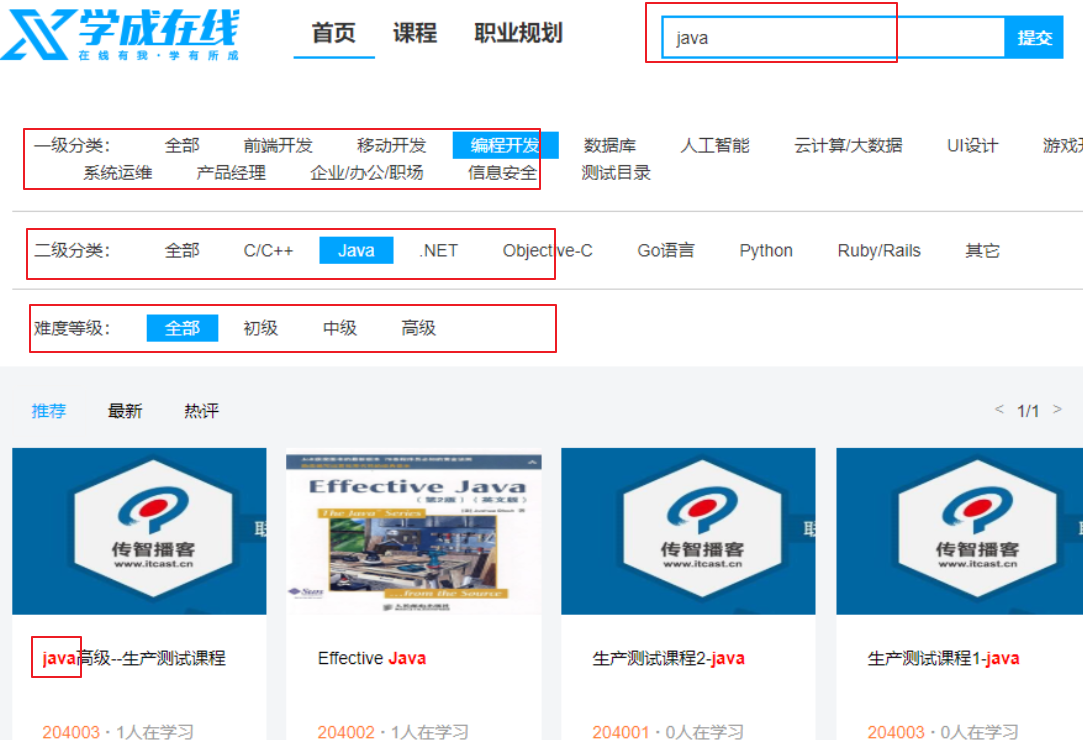 学成在线
在线有我·学有所成
首页 课程 职业规划
java 提交
一级分类: 全部 前端开发 移动开发 编程开发 数据库 人工智能 云计算/大数据 UI设计 游戏开
系统运维 产品经理 企业/办公/职场 信息安全 测试目录
二级分类: 全部 C/C++ Java .NET Objective-C Go语言 Python Ruby/Rails 其它
难度等级: 全部 初级 中级 高级
推荐 最新 热评 < 1/1 >
传智播客 www.itcast.cn
Effective Java
(第2版)(英文版)
The Java Series
Sun
...from the Source
人民邮电出版社
传智播客 www.itcast.cn
传智播客 www.itcast.cn
java高级--生产测试课程 Effective Java 生产测试课程2-java 生产测试课程1-java
204003 · 1人在学习 204002 · 1人在学习 204001 · 0人在学习 204003 · 0人在学习